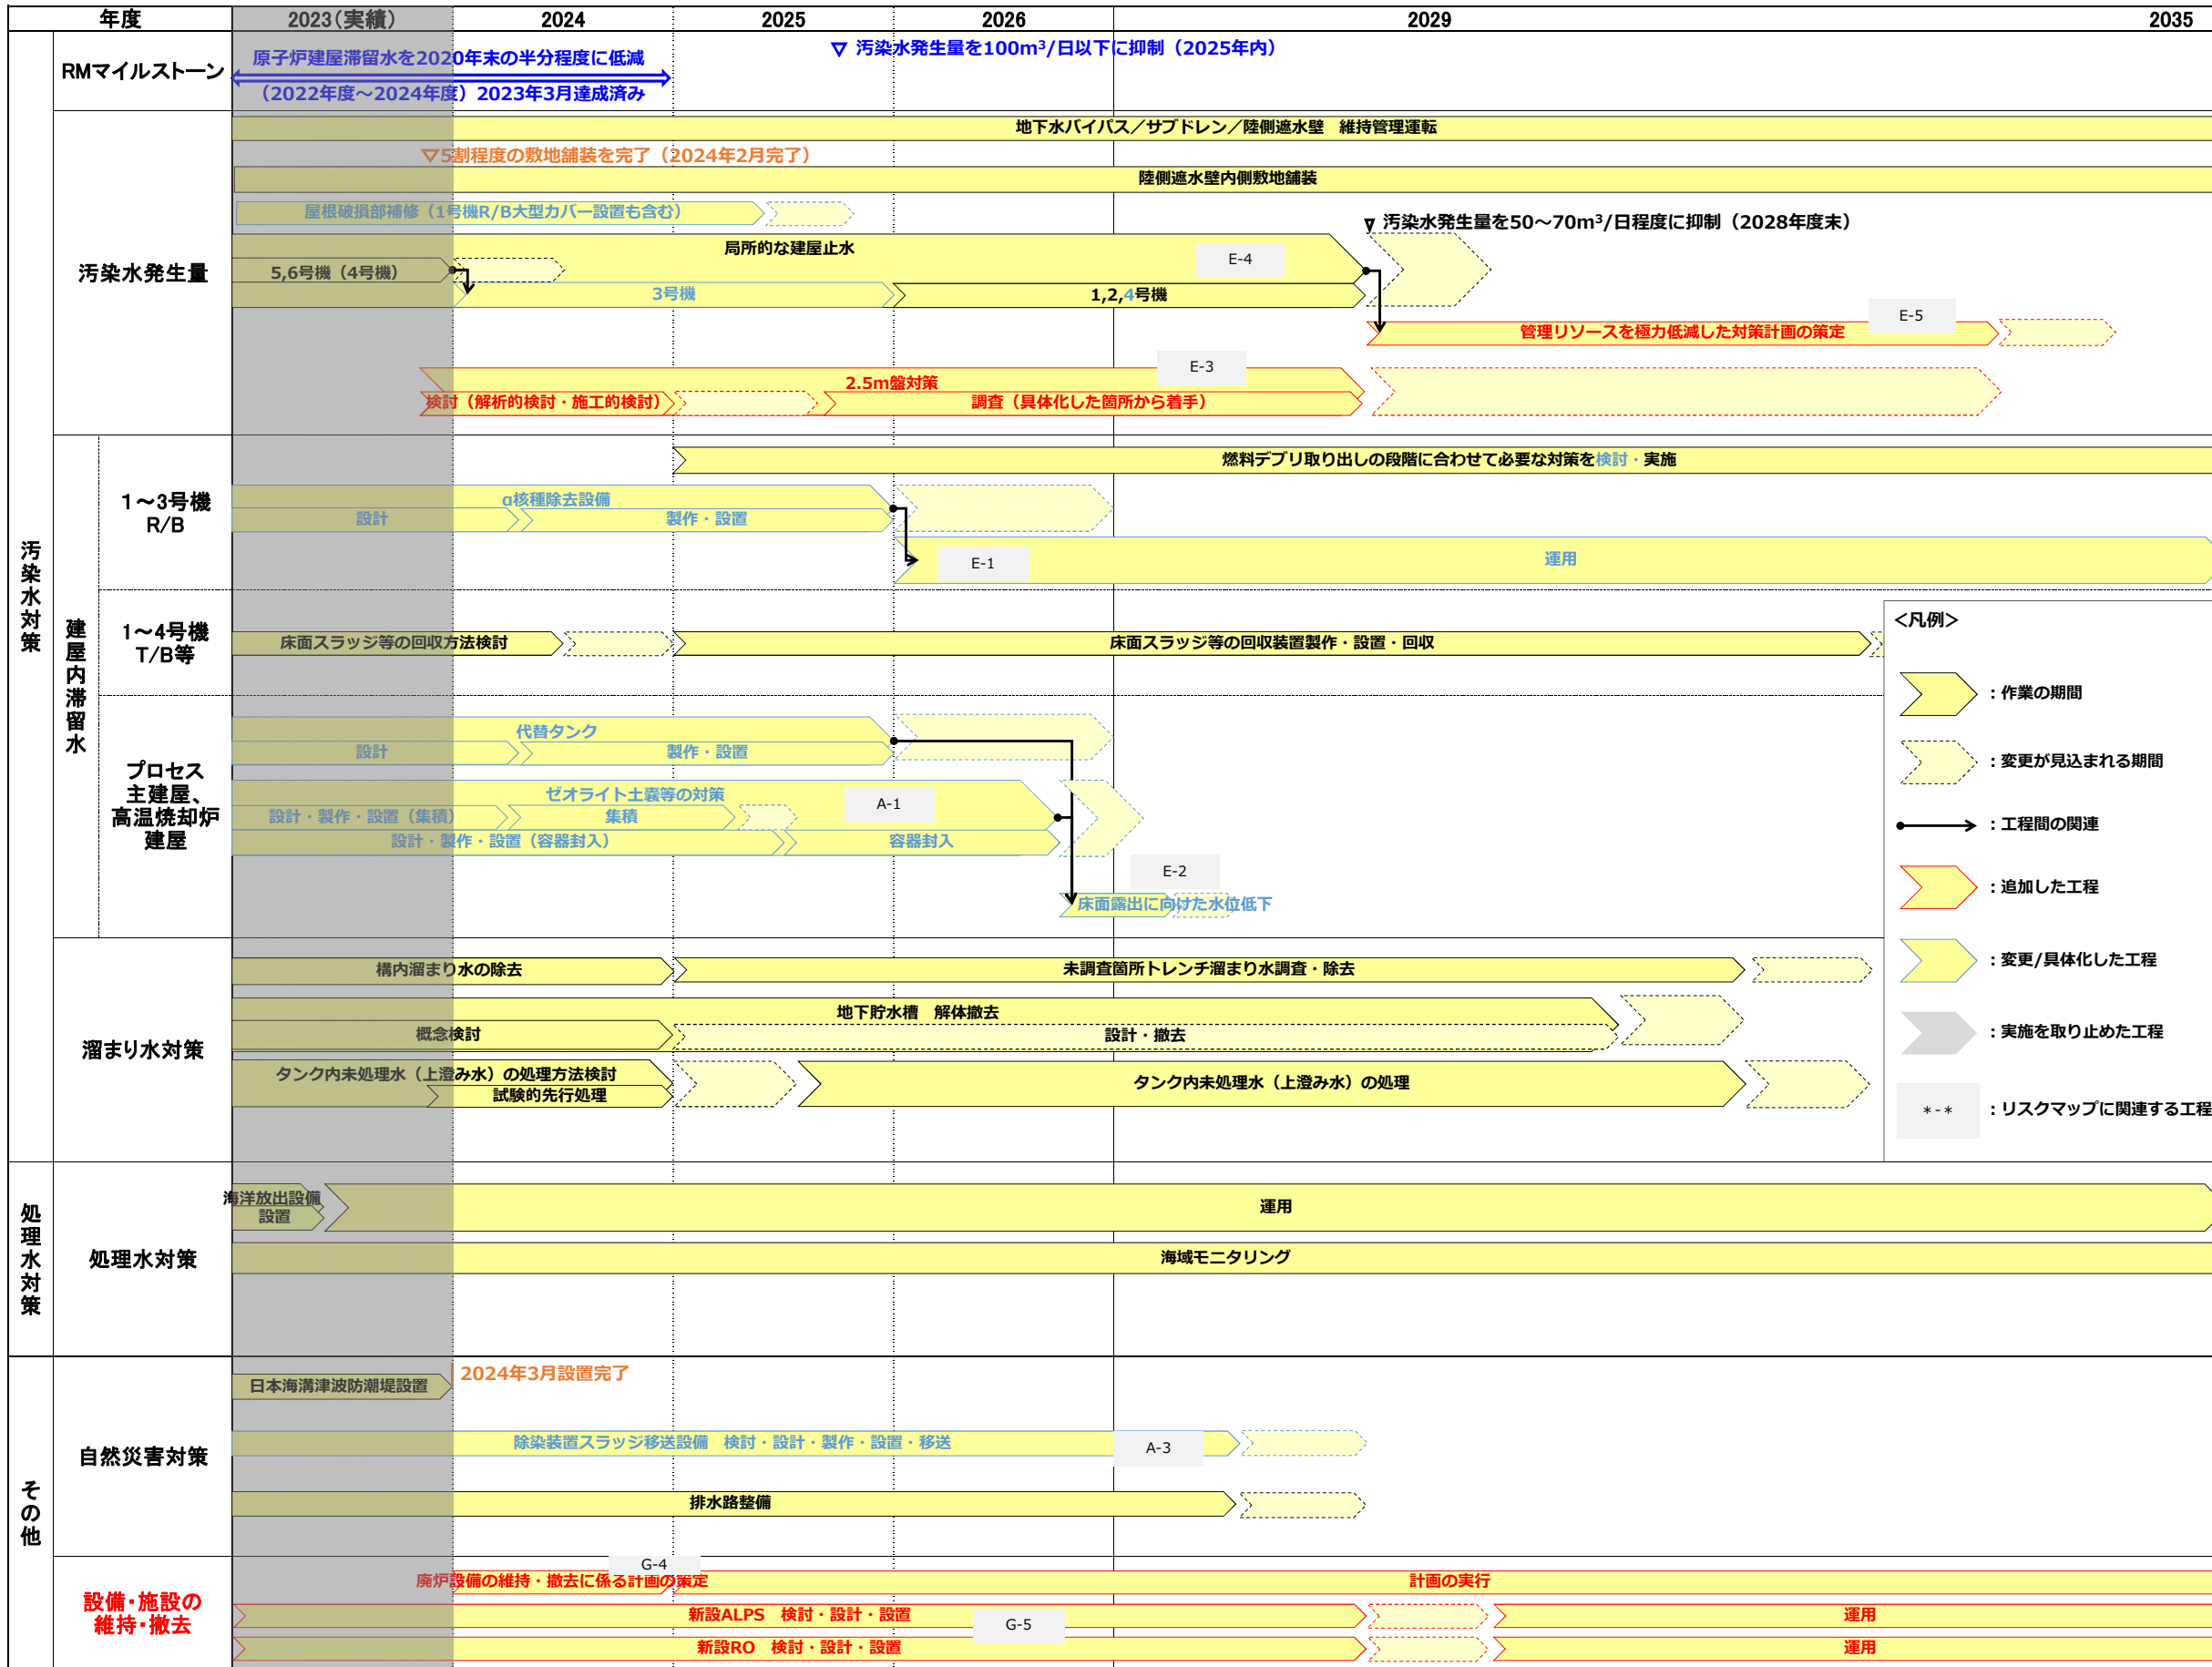 年度
2023（実績）
2024
2025
2026
2029
2035
RMマイルストーン
原子炉建屋滞留水を2020年末の半分程度に低減
（2022年度～2024年度）2023年3月達成済み
▽ 汚染水発生量を100m³/日以下に抑制（2025年内）
汚染水対策
汚染水発生量
地下水バイパス／サブドレン／陸側遮水壁　維持管理運転
▽5割程度の敷地舗装を完了（2024年2月完了）
陸側遮水壁内側敷地舗装
屋根破損部補修（1号機R/B大型カバー設置も含む）
▽ 汚染水発生量を50～70m³/日程度に抑制（2028年度末）
局所的な建屋止水
E-4
5,6号機（4号機）
3号機
1,2,4号機
E-5
管理リソースを極力低減した対策計画の策定
E-3
2.5m盤対策
検討（解析的検討・施工的検討）
調査（具体化した箇所から着手）
建屋内滞留水
1～3号機
R/B
燃料デブリ取り出しの段階に合わせて必要な対策を検討・実施
α核種除去設備
設計
製作・設置
E-1
運用
1～4号機
T/B等
床面スラッジ等の回収方法検討
床面スラッジ等の回収装置製作・設置・回収
プロセス
主建屋、
高温焼却炉
建屋
代替タンク
設計
製作・設置
ゼオライト土嚢等の対策
A-1
設計・製作・設置（集積）
集積
設計・製作・設置（容器封入）
容器封入
E-2
床面露出に向けた水位低下
溜まり水対策
構内溜まり水の除去
未調査箇所トレンチ溜まり水調査・除去
地下貯水槽　解体撤去
概念検討
設計・撤去
タンク内未処理水（上澄み水）の処理方法検討
試験的先行処理
タンク内未処理水（上澄み水）の処理
＜凡例＞
：作業の期間
：変更が見込まれる期間
：工程間の関連
：追加した工程
：変更/具体化した工程
：実施を取り止めた工程
＊-＊
：リスクマップに関連する工程
処理水対策
処理水対策
海洋放出設備
設置
運用
海域モニタリング
その他
自然災害対策
日本海溝津波防潮堤設置
2024年3月設置完了
除染装置スラッジ移送設備　検討・設計・製作・設置・移送
A-3
排水路整備
設備・施設の
維持・撤去
G-4
廃炉設備の維持・撤去に係る計画の策定
計画の実行
新設ALPS　検討・設計・設置
運用
G-5
新設RO　検討・設計・設置
運用